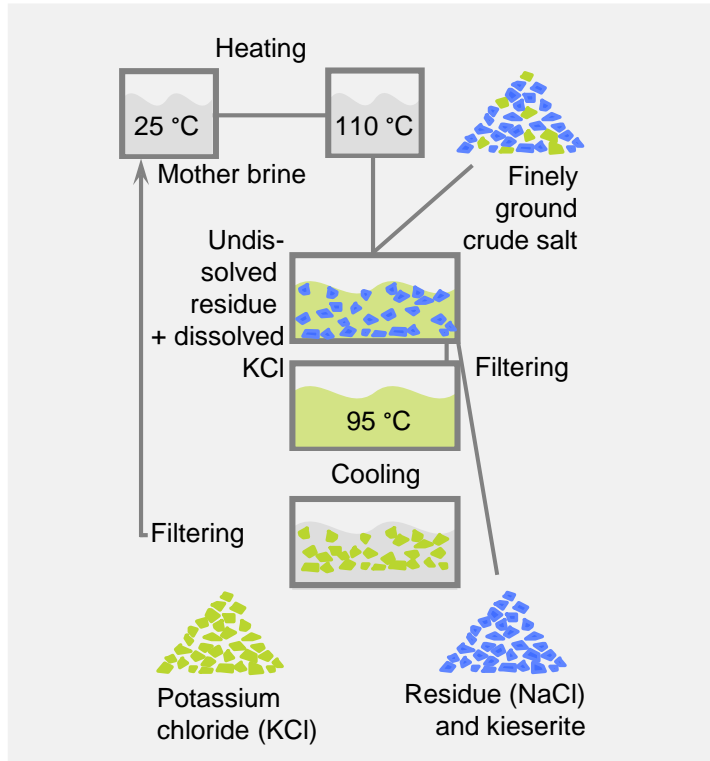 Heating
25 °C
110 °C
Mother brine
Finely
ground
crude salt
Undis-
solved
residue
+ dissolved
KCl
Filtering
95 °C
Cooling
Filtering
Potassium
chloride (KCl)
Residue (NaCl)
and kieserite